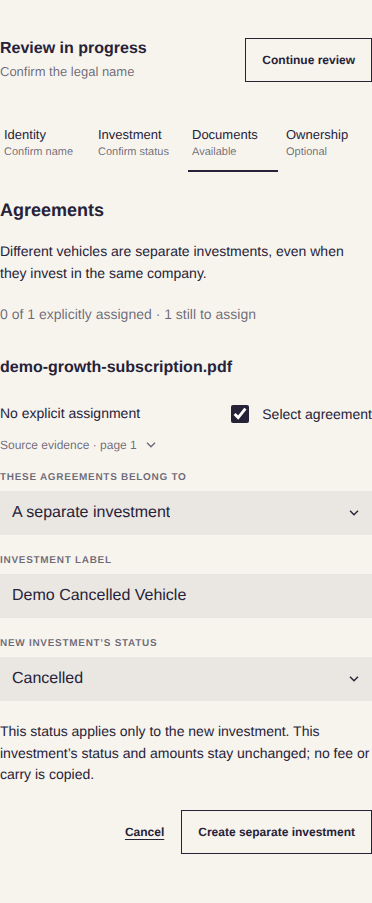 Review in progress
Confirm the legal name
Continue review
Identity
Confirm name
Investment
Confirm status
Documents
Available
Ownership
Optional
Agreements
Different vehicles are separate investments, even when
they invest in the same company.
0 of 1 explicitly assigned · 1 still to assign
demo-growth-subscription.pdf
No explicit assignment
Select agreement
Source evidence · page 1
THESE AGREEMENTS BELONG TO
A separate investment
INVESTMENT LABEL
Demo Cancelled Vehicle
NEW INVESTMENT'S STATUS
Cancelled
This status applies only to the new investment. This
investment's status and amounts stay unchanged; no fee or
carry is copied.
Cancel
Create separate investment